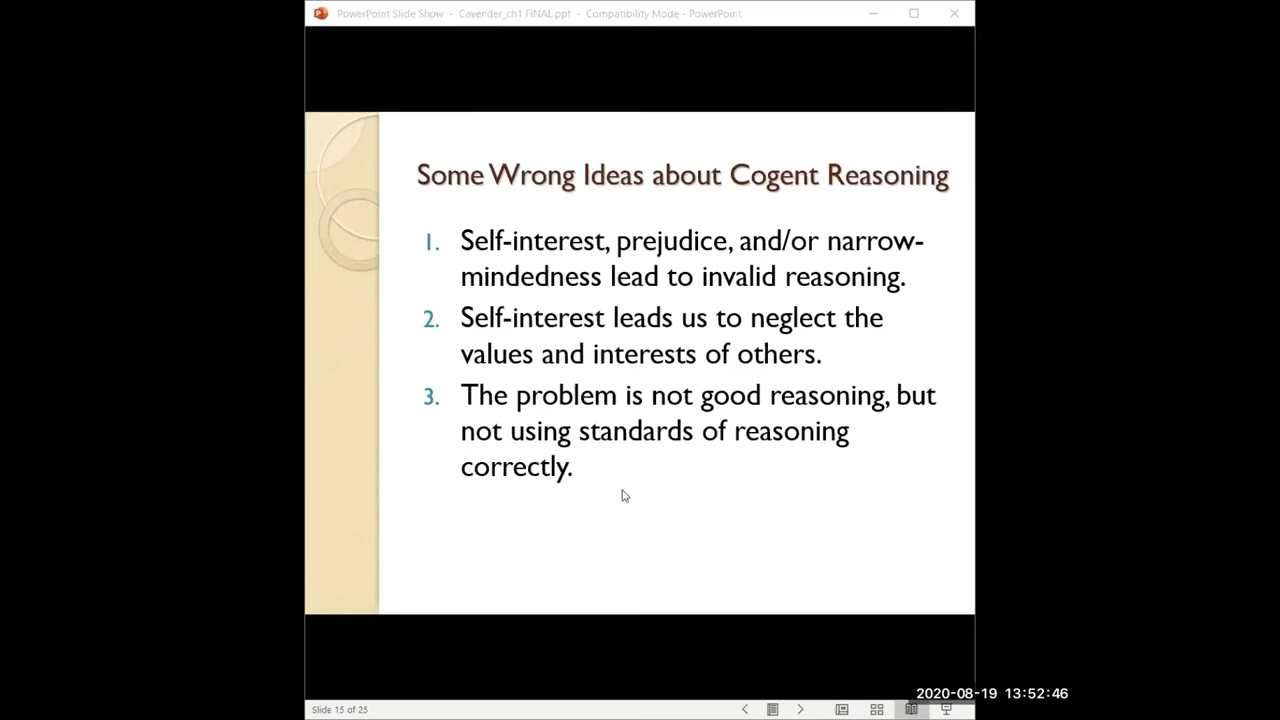 PowerPoint Slide Show - Cavender_ch1 FINAL.ppt - Compatibility Mode - PowerPoint
Some Wrong Ideas about Cogent Reasoning
1. Self-interest, prejudice, and/or narrow-
mindedness lead to invalid reasoning.
2. Self-interest leads us to neglect the
values and interests of others.
3. The problem is not good reasoning, but
not using standards of reasoning
correctly.
2020-08-19 13:52:46
Slide 15 of 25